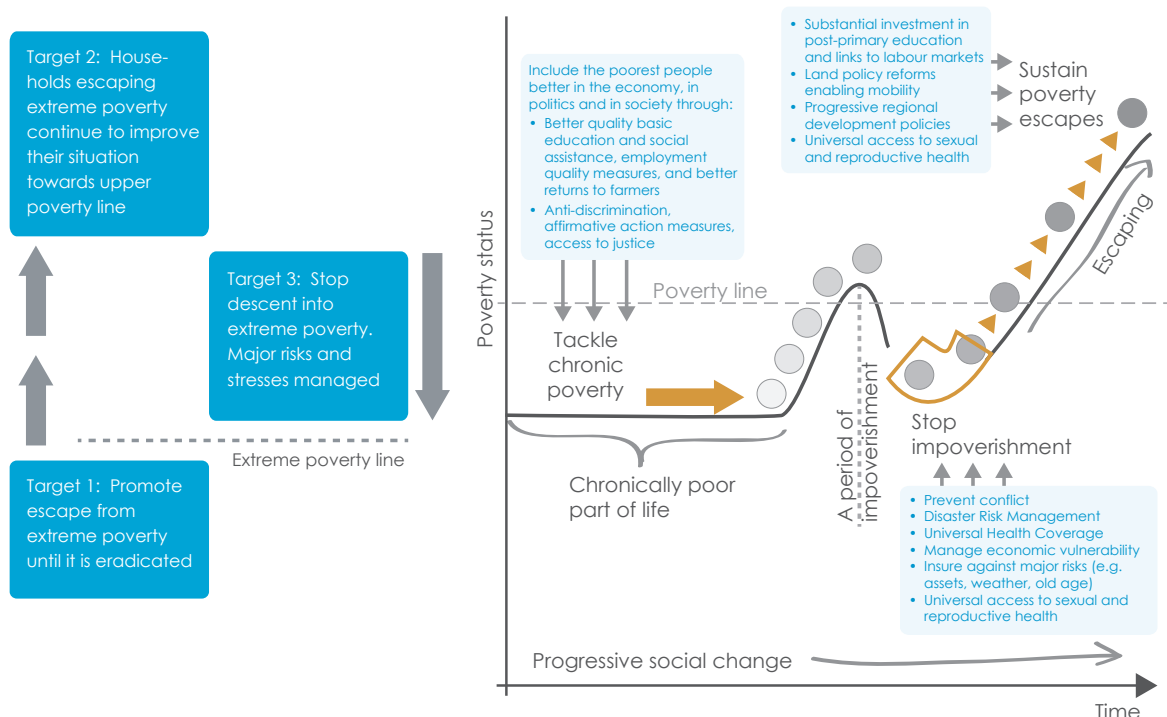 Target 2: House-
holds escaping
extreme poverty
continue to improve
their situation
towards upper
poverty line
Target 3: Stop
descent into
extreme poverty.
Major risks and
stresses managed
Extreme poverty line
Target 1: Promote
escape from
extreme poverty
until it is eradicated
Poverty status
Include the poorest people
better in the economy, in
politics and in society through:
• Better quality basic
education and social
assistance, employment
quality measures, and better
returns to farmers
• Anti-discrimination,
affirmative action measures,
access to justice
Tackle
chronic
poverty
Chronically poor
part of life
Poverty line
A period of
impoverishment
• Substantial investment in
post-primary education
and links to labour markets
• Land policy reforms
enabling mobility
• Progressive regional
development policies
• Universal access to sexual
and reproductive health
Sustain
poverty
escapes
Escaping
Stop
impoverishment
• Prevent conflict
• Disaster Risk Management
• Universal Health Coverage
• Manage economic vulnerability
• Insure against major risks (e.g.
assets, weather, old age)
• Universal access to sexual and
reproductive health
Progressive social change
Time